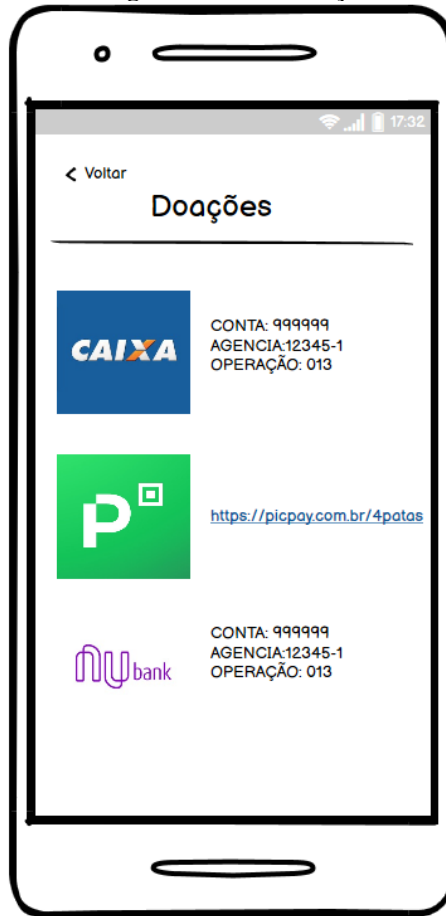 17:32
Voltar
Doações
CAIXA
CONTA: 999999
AGENCIA:12345-1
OPERAÇÃO: 013
P
https://picpay.com.br/4patas
nu bank
CONTA: 999999
AGENCIA:12345-1
OPERAÇÃO: 013